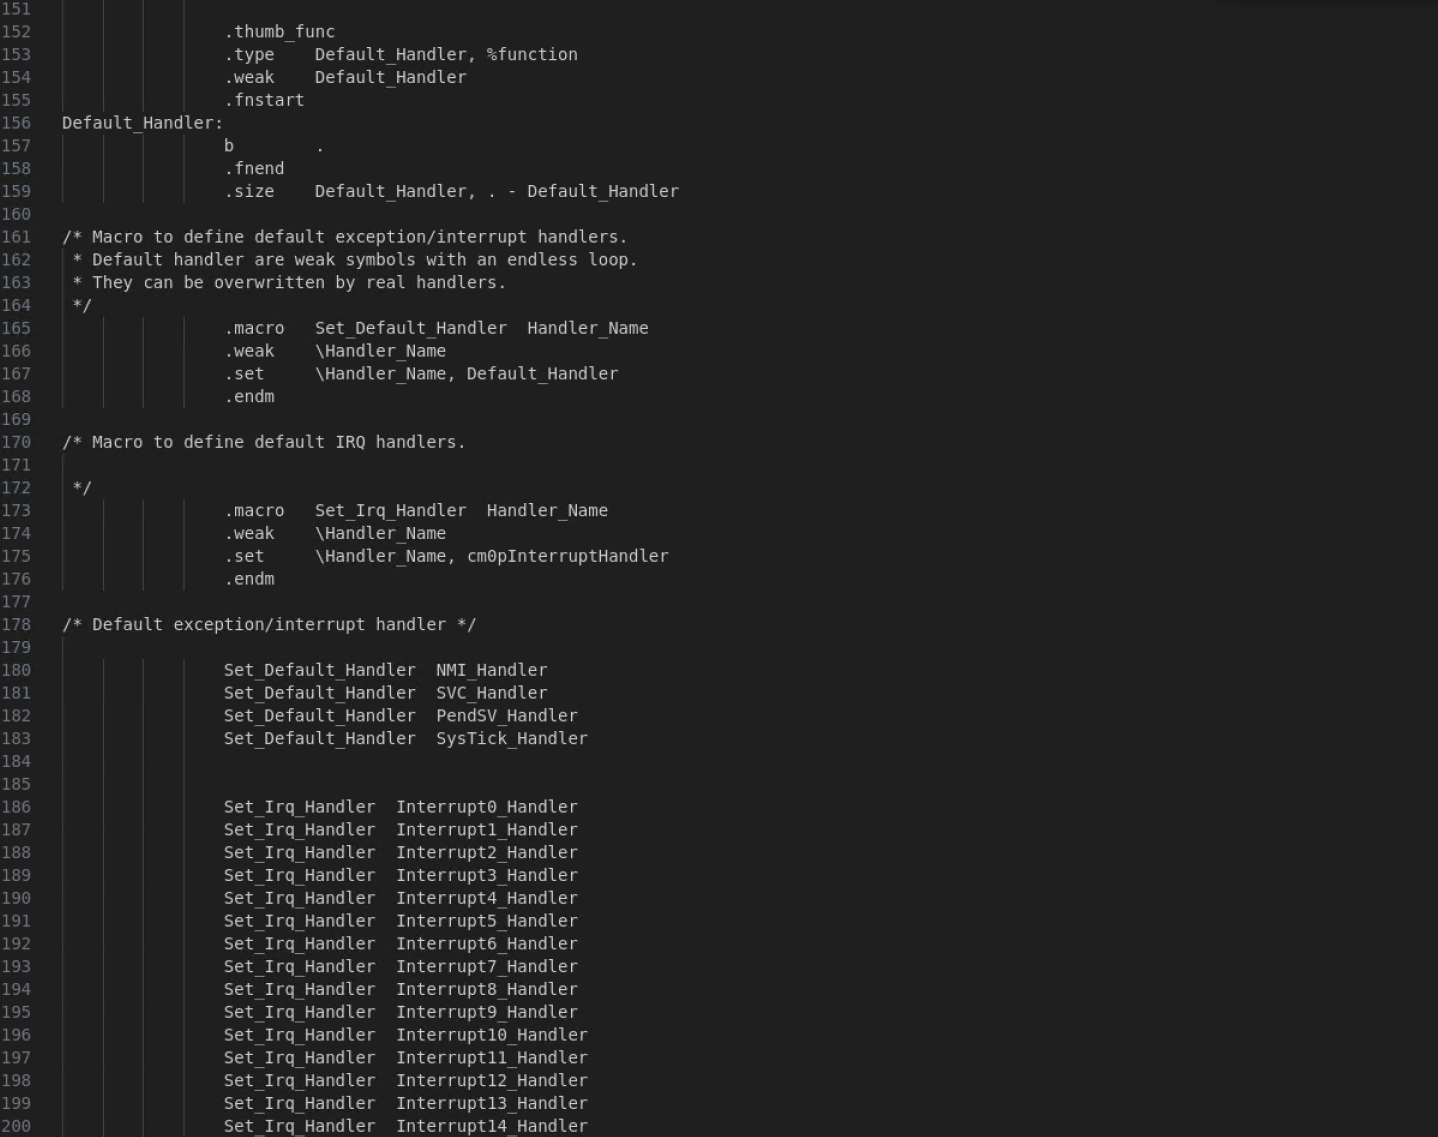 151
152 .thumb_func
153 .type Default_Handler, %function
154 .weak Default_Handler
155 .fnstart
156 Default_Handler:
157 b .
158 .fnend
159 .size Default_Handler, . - Default_Handler
160
161 /* Macro to define default exception/interrupt handlers.
162 * Default handler are weak symbols with an endless loop.
163 * They can be overwritten by real handlers.
164 */
165 .macro Set_Default_Handler Handler_Name
166 .weak \Handler_Name
167 .set \Handler_Name, Default_Handler
168 .endm
169
170 /* Macro to define default IRQ handlers.
171
172 */
173 .macro Set_Irq_Handler Handler_Name
174 .weak \Handler_Name
175 .set \Handler_Name, cm0pInterruptHandler
176 .endm
177
178 /* Default exception/interrupt handler */
179
180 Set_Default_Handler NMI_Handler
181 Set_Default_Handler SVC_Handler
182 Set_Default_Handler PendSV_Handler
183 Set_Default_Handler SysTick_Handler
184
185
186 Set_Irq_Handler Interrupt0_Handler
187 Set_Irq_Handler Interrupt1_Handler
188 Set_Irq_Handler Interrupt2_Handler
189 Set_Irq_Handler Interrupt3_Handler
190 Set_Irq_Handler Interrupt4_Handler
191 Set_Irq_Handler Interrupt5_Handler
192 Set_Irq_Handler Interrupt6_Handler
193 Set_Irq_Handler Interrupt7_Handler
194 Set_Irq_Handler Interrupt8_Handler
195 Set_Irq_Handler Interrupt9_Handler
196 Set_Irq_Handler Interrupt10_Handler
197 Set_Irq_Handler Interrupt11_Handler
198 Set_Irq_Handler Interrupt12_Handler
199 Set_Irq_Handler Interrupt13_Handler
200 Set_Irq_Handler Interrupt14_Handler